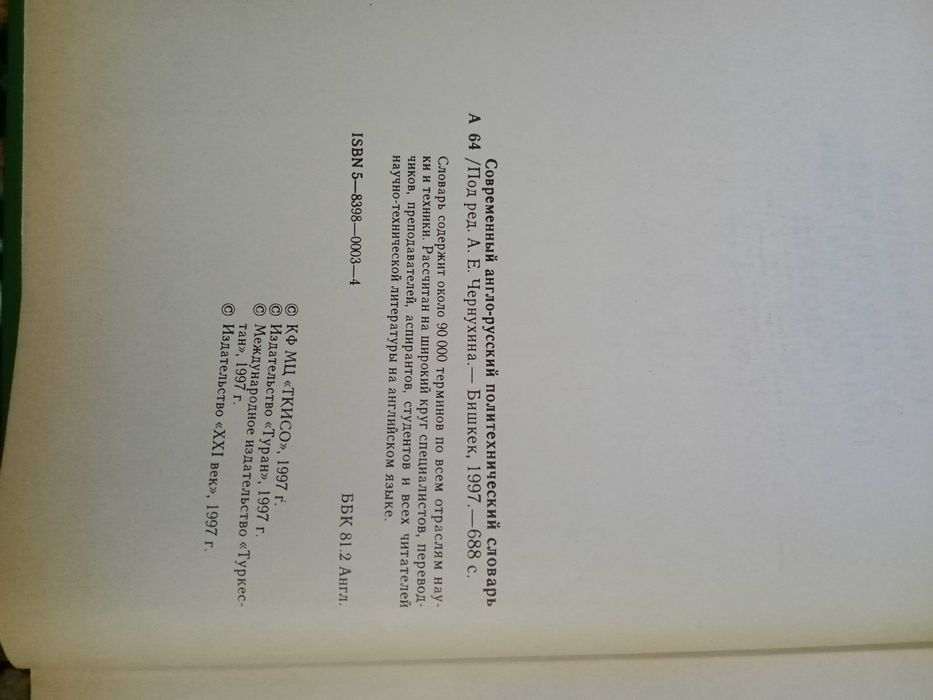 Современный англо-русский политехнический словарь
А 64 /Под ред. А. Е. Чернухина.— Бишкек, 1997.—688 с.
Словарь содержит около 90 000 терминов по всем отраслям нау-
ки и техники. Рассчитан на широкий круг специалистов, перевод-
чиков, преподавателей, аспирантов, студентов и всех читателей
научно-технической литературы на английском языке.
ISBN 5—8398—0003—4
ББК 81.2 Англ.
© КФ МЦ «ТКИСО», 1997 г.
© Издательство «Туран», 1997 г.
© Международное издательство «Туркес-
тан», 1997 г.
© Издательство «XXI век», 1997 г.